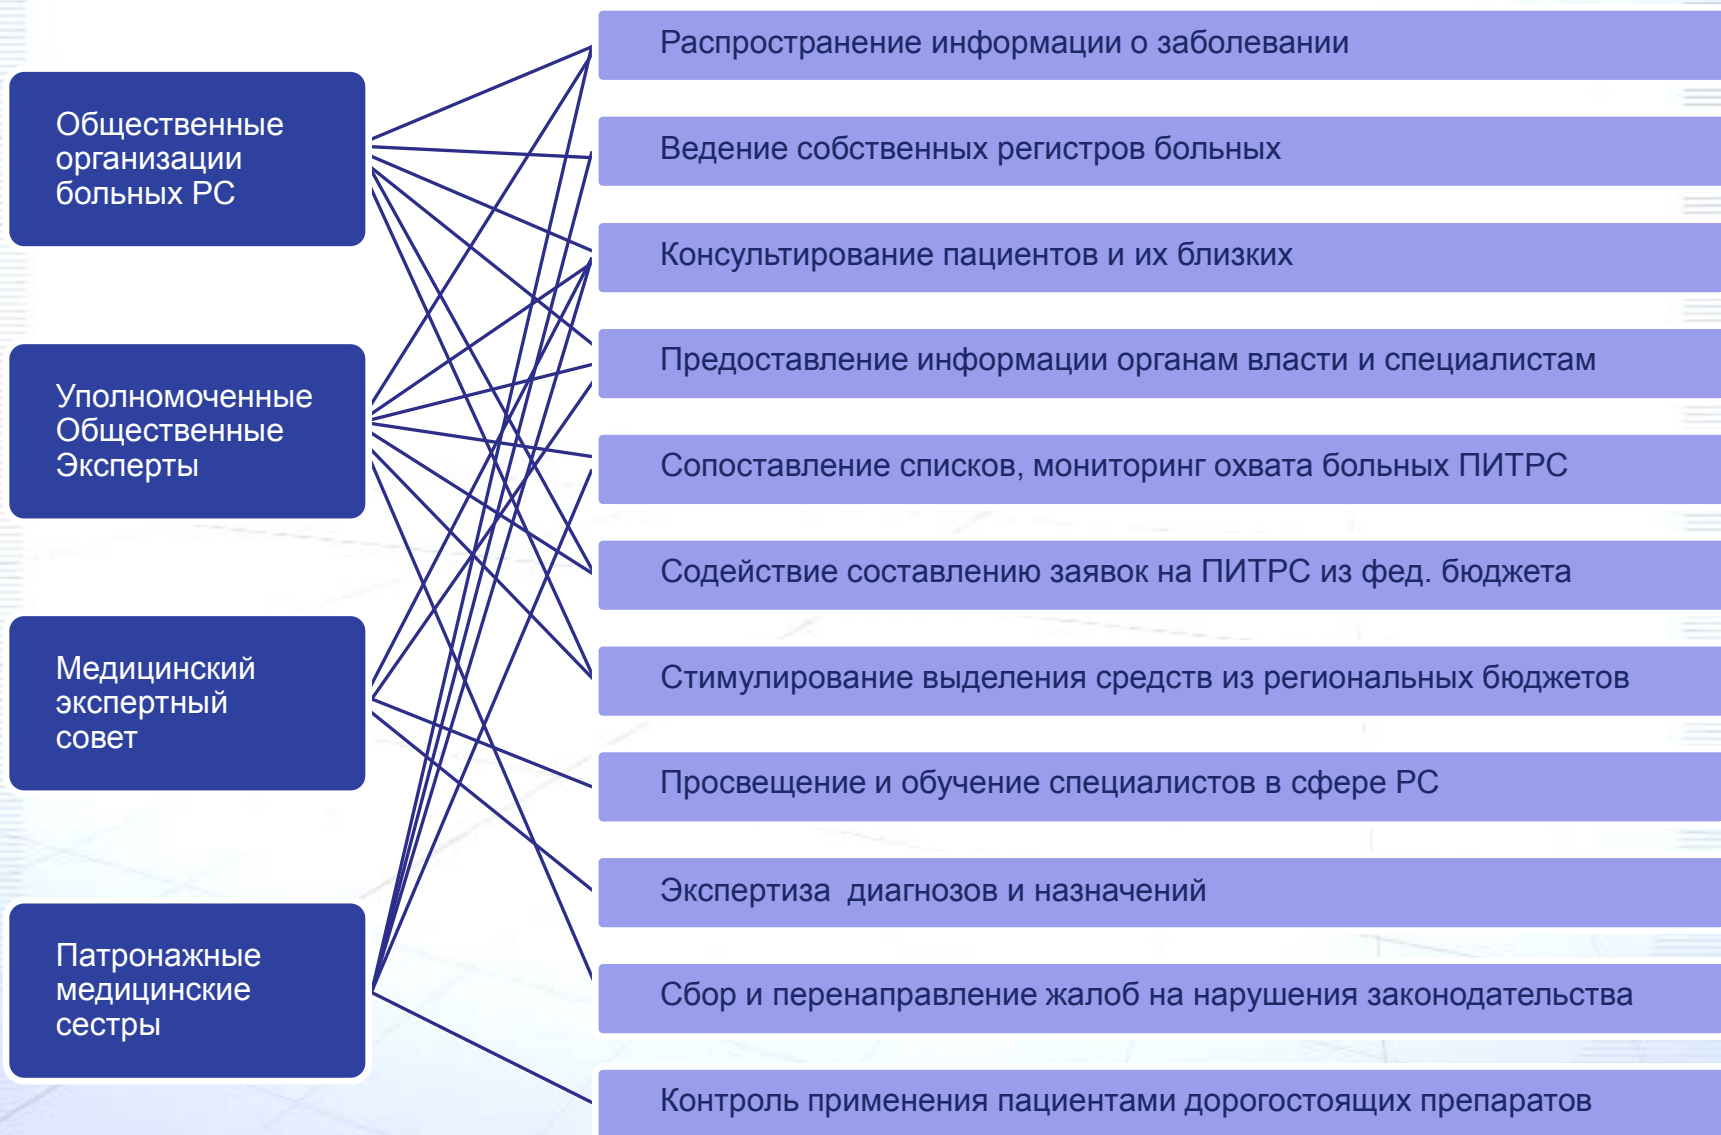 Общественные
организации
больных РС
Уполномоченные
Общественные
Эксперты
Медицинский
экспертный
совет
Патронажные
медицинские
сестры
Распространение информации о заболевании
Ведение собственных регистров больных
Консультирование пациентов и их близких
Предоставление информации органам власти и специалистам
Сопоставление списков, мониторинг охвата больных ПИТРС
Содействие составлению заявок на ПИТРС из фед. бюджета
Стимулирование выделения средств из региональных бюджетов
Просвещение и обучение специалистов в сфере РС
Экспертиза диагнозов и назначений
Сбор и перенаправление жалоб на нарушения законодательства
Контроль применения пациентами дорогостоящих препаратов